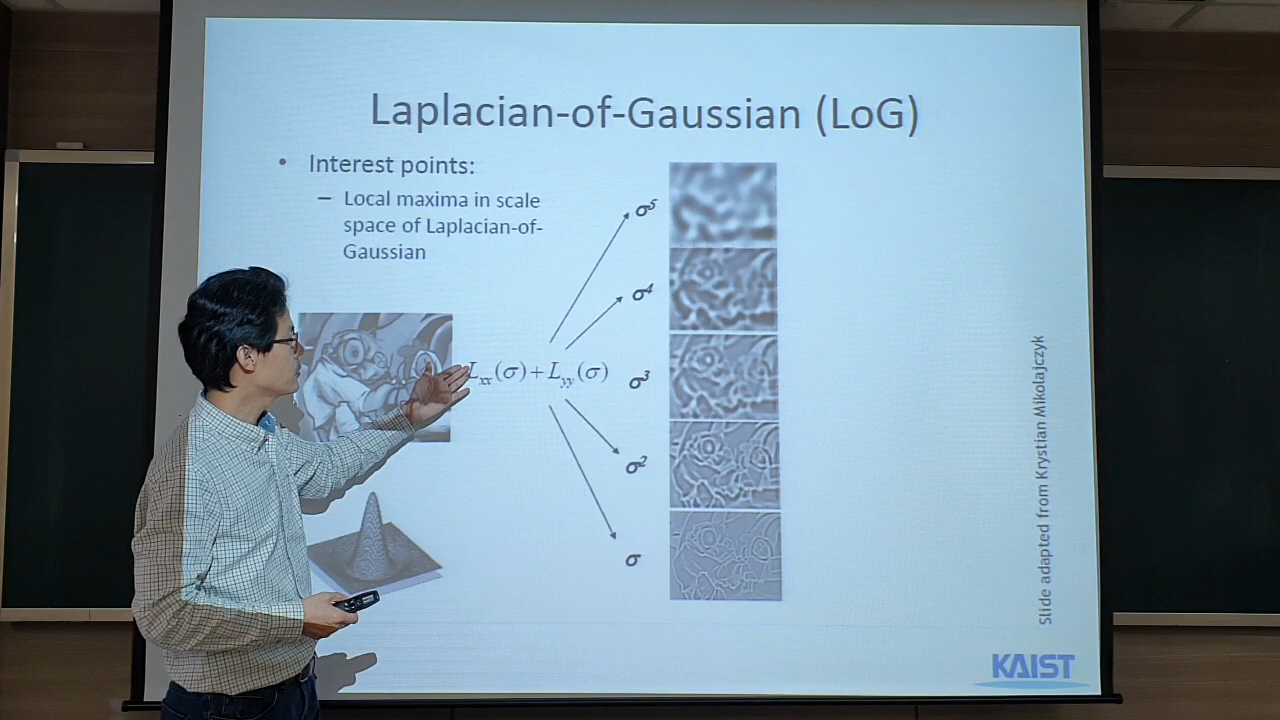 Laplacian-of-Gaussian (LoG)
• Interest points:
– Local maxima in scale
space of Laplacian-of-
Gaussian
σ⁵
σ⁴
L_xx(σ) + L_yy(σ)
σ³
σ²
σ
Slide adapted from Krystian Mikolajczyk
KAIST